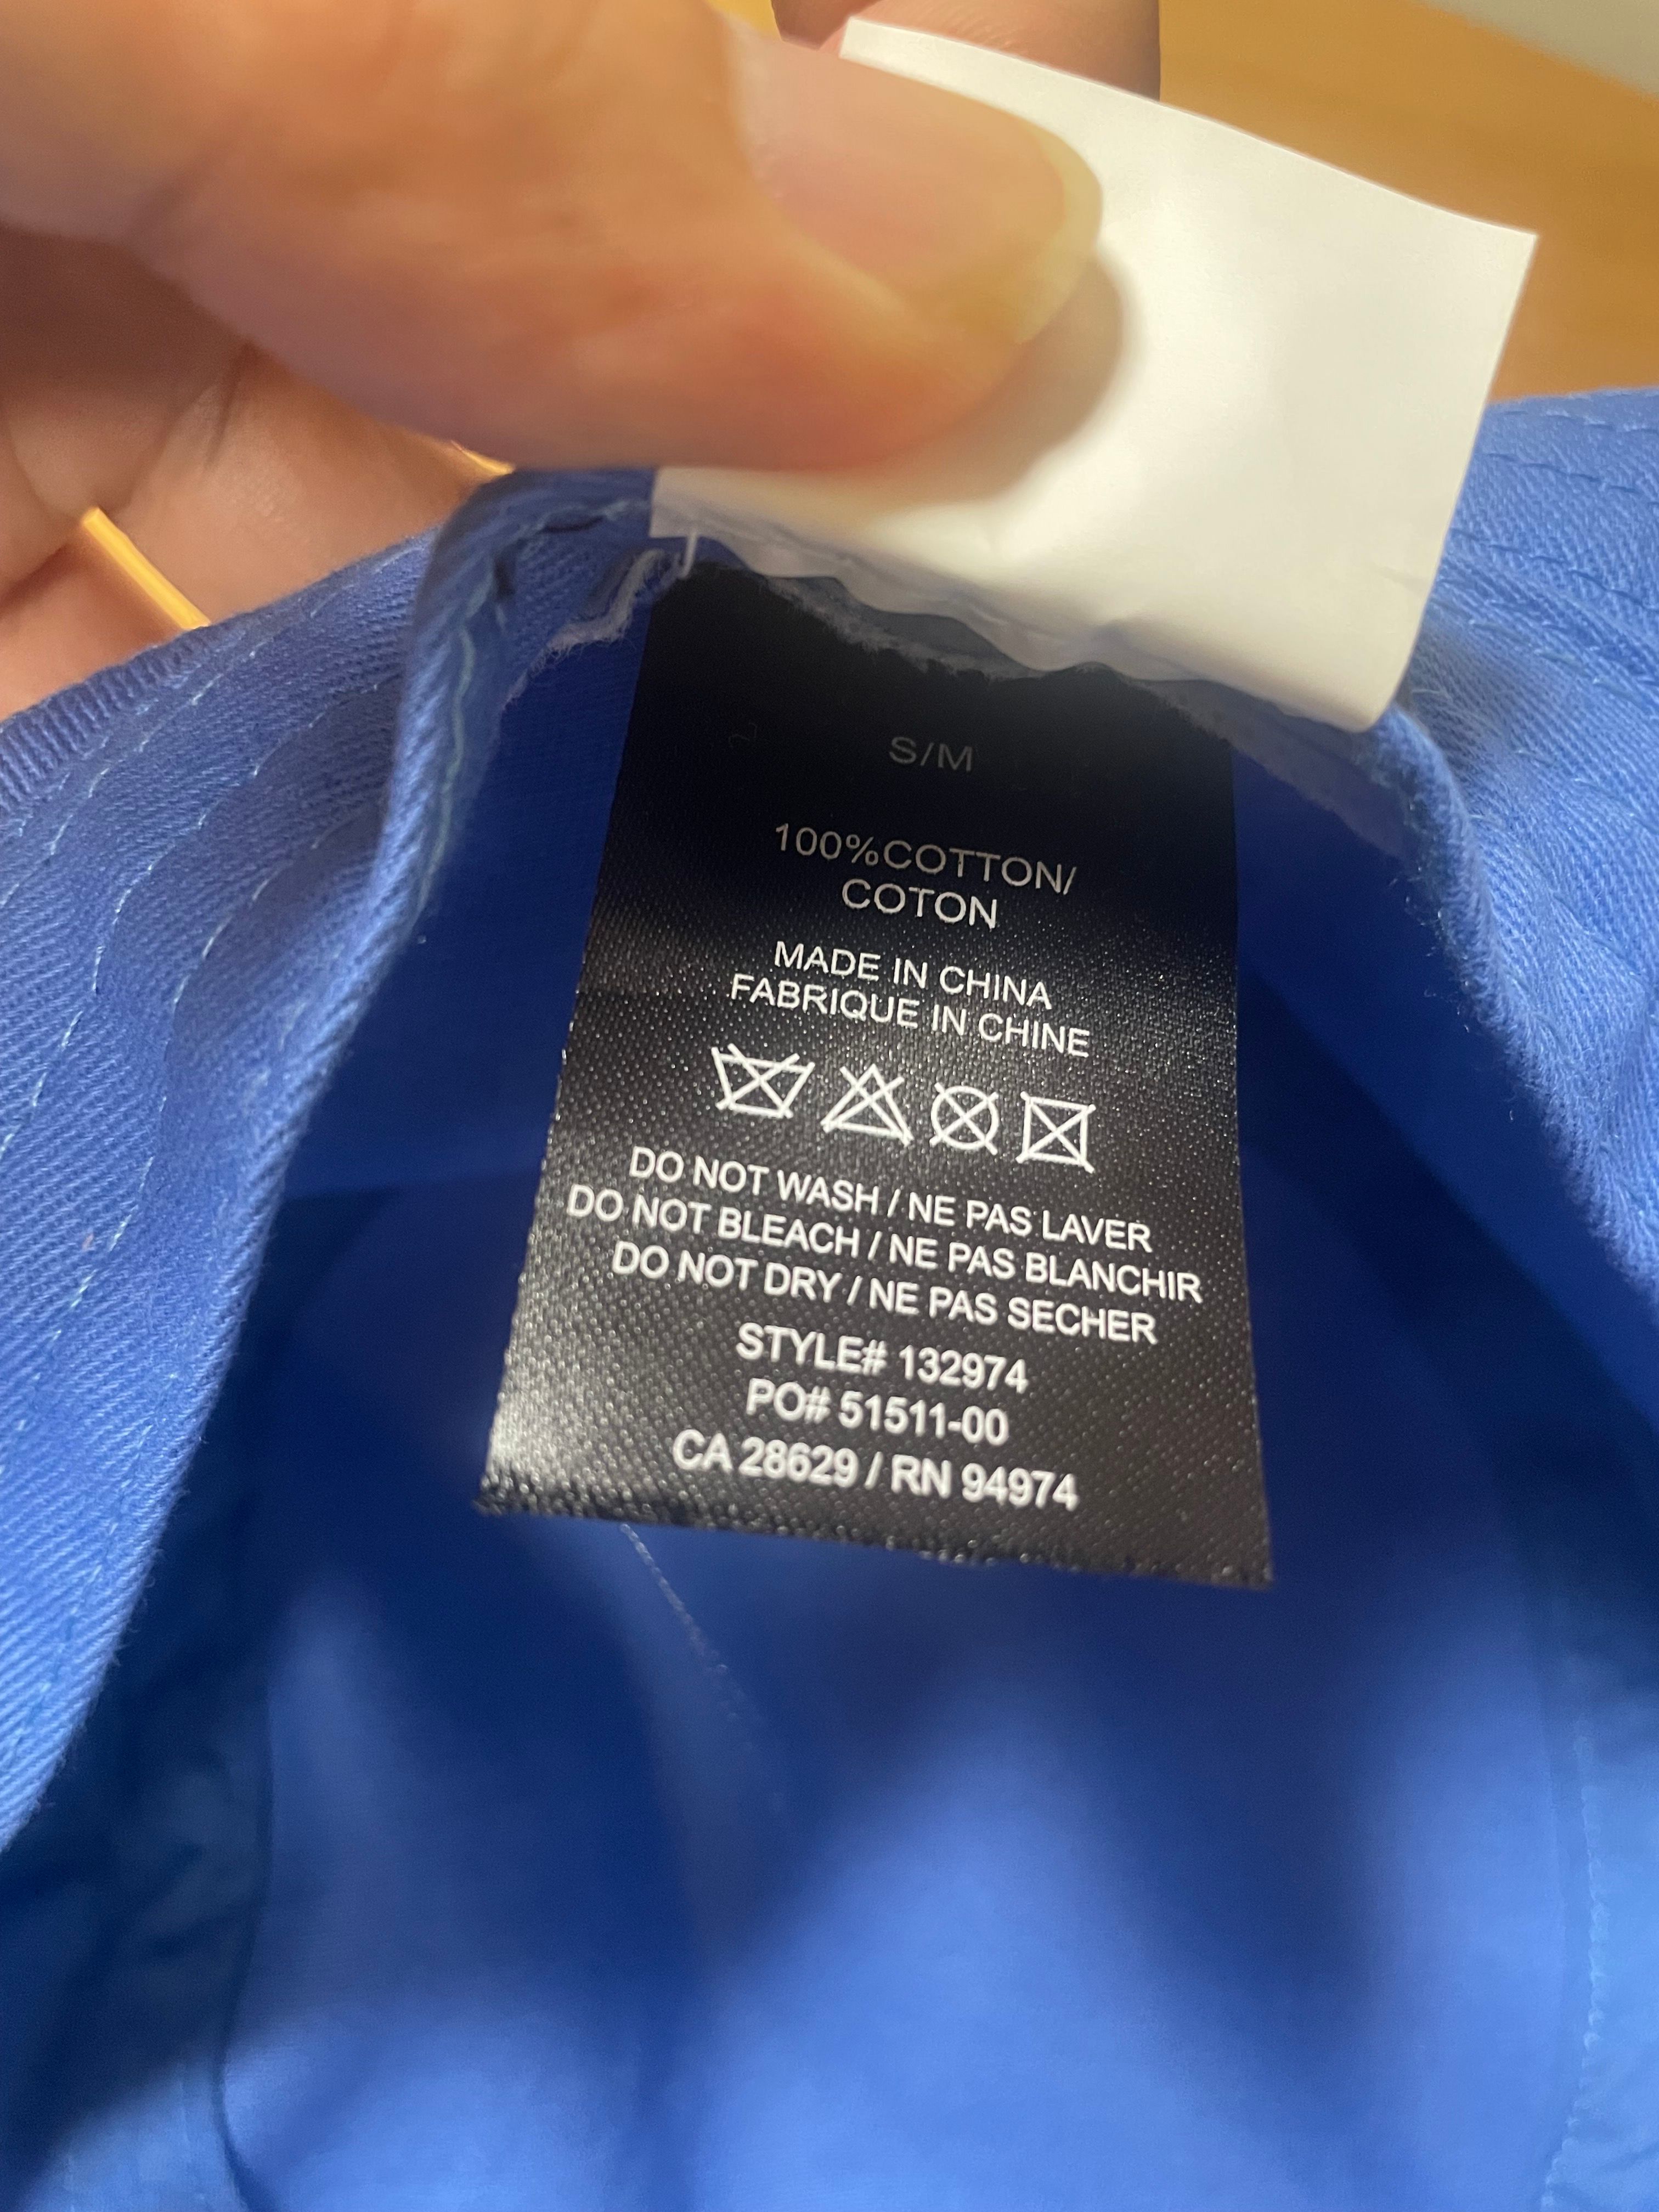 S/M
100%COTTON/
COTON
MADE IN CHINA
FABRIQUE IN CHINE
DO NOT WASH / NE PAS LAVER
DO NOT BLEACH / NE PAS BLANCHIR
DO NOT DRY / NE PAS SECHER
STYLE# 132974
PO# 51511-00
CA 28629 / RN 94974